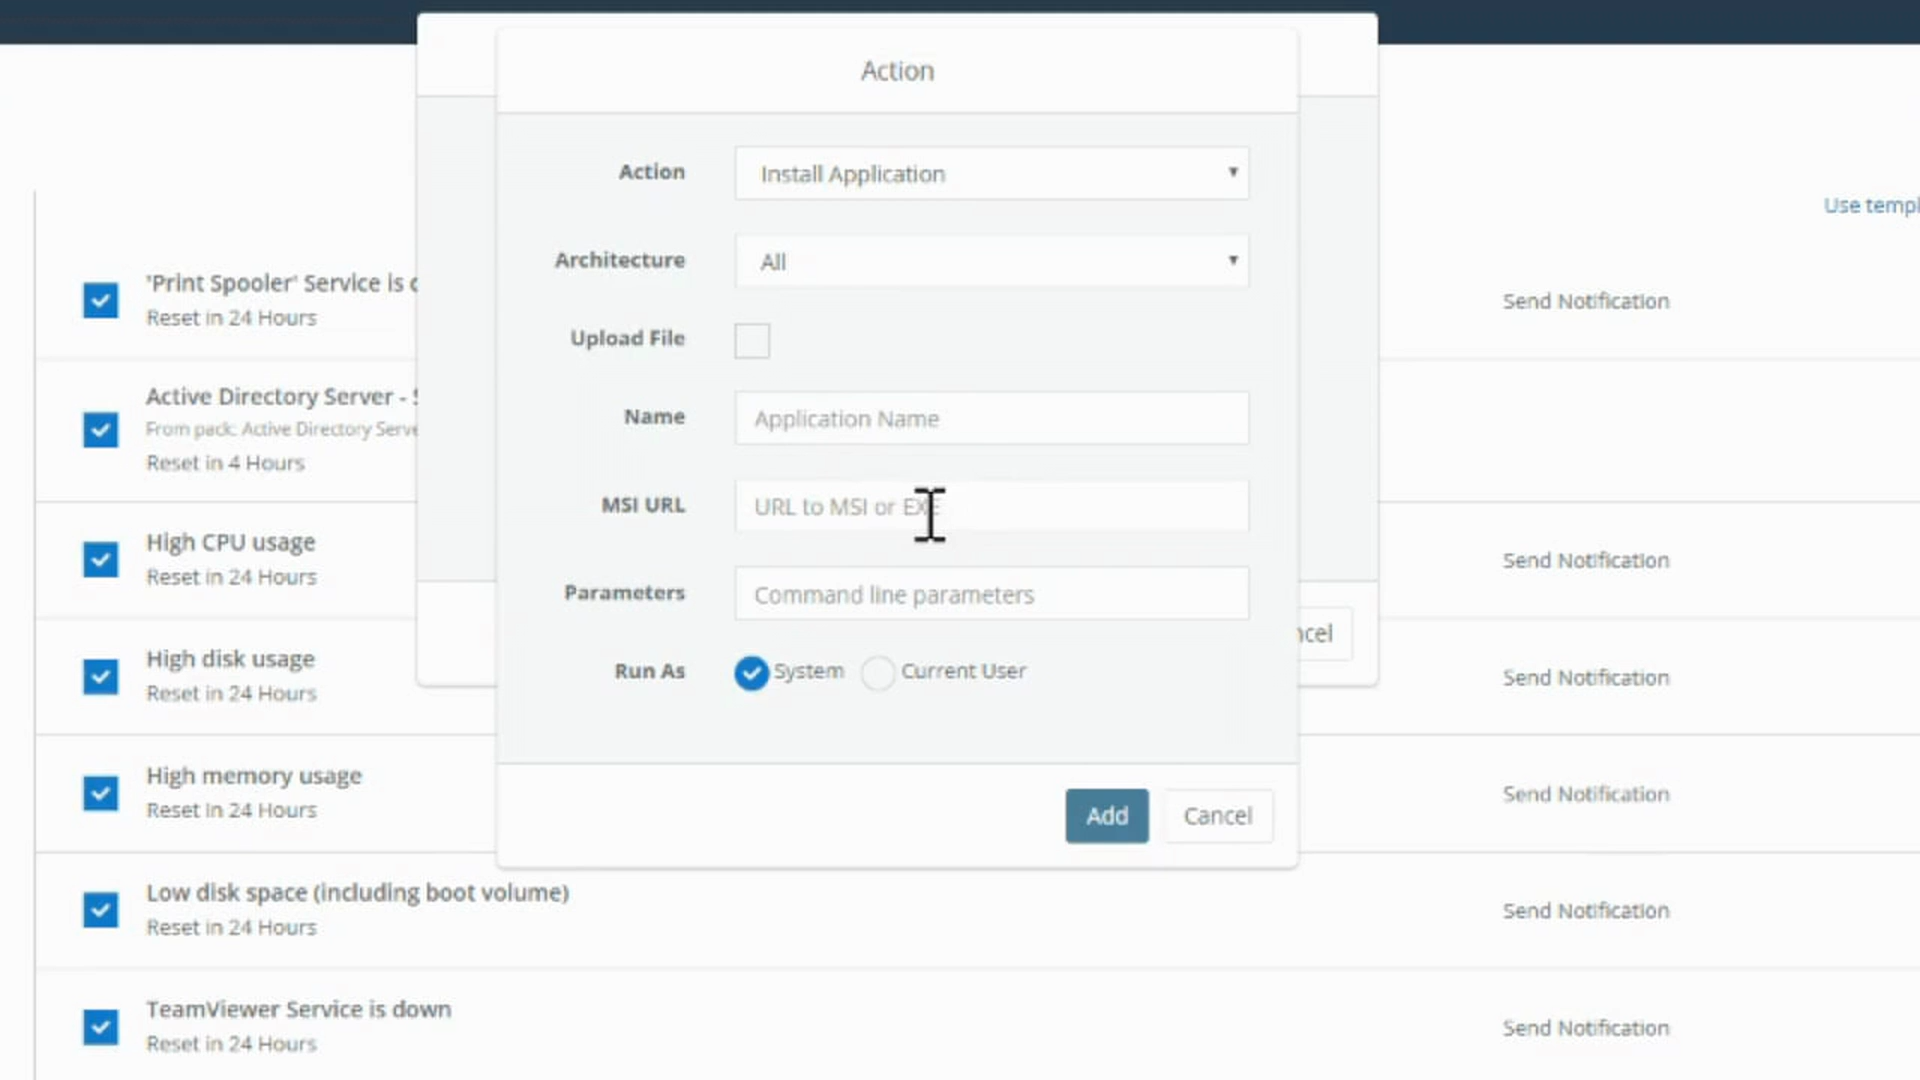 Action
Action
Install Application
Architecture
All
Upload File
Name
Application Name
MSI URL
URL to MSI or EXE
Parameters
Command line parameters
Run As
System
Current User
Add
Cancel
Use
'Print Spooler' Service is
Reset in 24 Hours
Send Notification
Active Directory Server -
From pack: Active Directory
Reset in 4 Hours
High CPU usage
Reset in 24 Hours
Send Notification
High disk usage
Reset in 24 Hours
Send Notification
High memory usage
Reset in 24 Hours
Send Notification
Low disk space (including boot volume)
Reset in 24 Hours
Send Notification
TeamViewer Service is down
Reset in 24 Hours
Send Notification